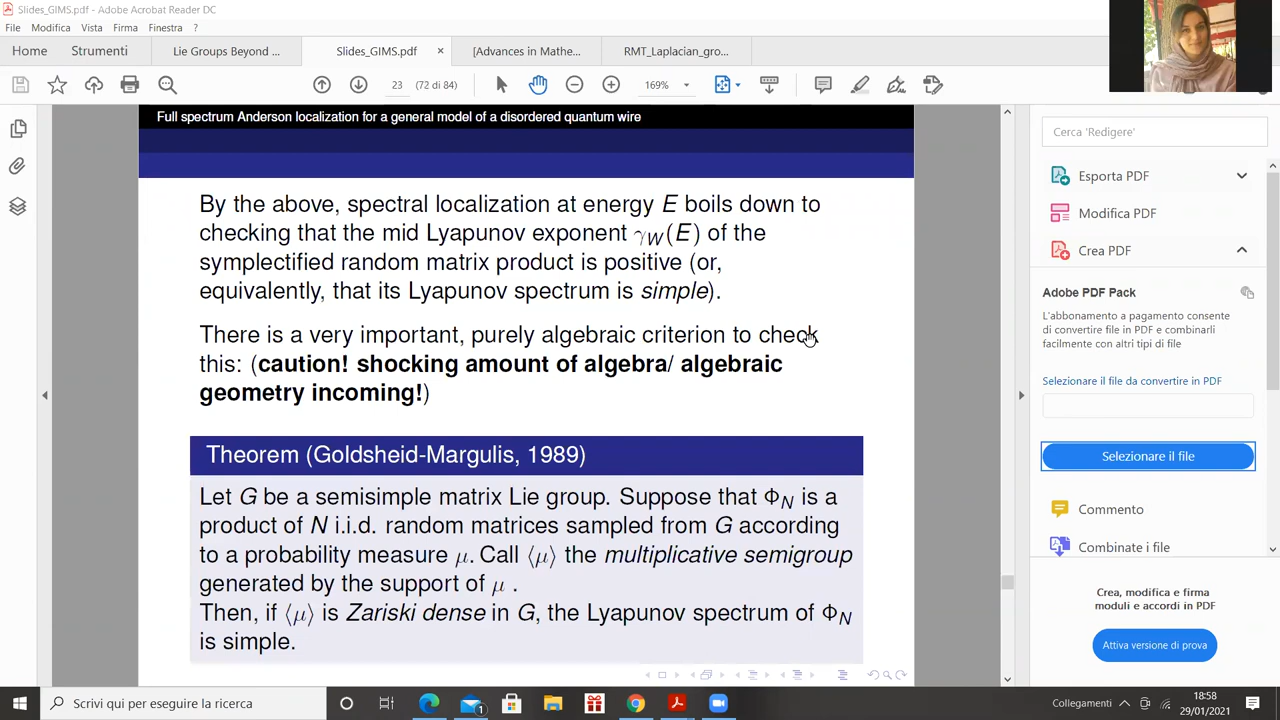 Slides_GIMS.pdf - Adobe Acrobat Reader DC
File Modifica Vista Firma Finestra ?
Home Strumenti Lie Groups Beyond ... Slides_GIMS.pdf × [Advances in Mathe... RMT_Laplacian_gro...
23 (72 di 84) 169%
Full spectrum Anderson localization for a general model of a disordered quantum wire
By the above, spectral localization at energy E boils down to
checking that the mid Lyapunov exponent γW(E) of the
symplectified random matrix product is positive (or,
equivalently, that its Lyapunov spectrum is simple).
There is a very important, purely algebraic criterion to check
this: (caution! shocking amount of algebra/ algebraic
geometry incoming!)
Theorem (Goldsheid-Margulis, 1989)
Let G be a semisimple matrix Lie group. Suppose that ΦN is a
product of N i.i.d. random matrices sampled from G according
to a probability measure μ. Call ⟨μ⟩ the multiplicative semigroup
generated by the support of μ .
Then, if ⟨μ⟩ is Zariski dense in G, the Lyapunov spectrum of ΦN
is simple.
Cerca 'Redigere'
Esporta PDF
Modifica PDF
Crea PDF
Adobe PDF Pack
L'abbonamento a pagamento consente
di convertire file in PDF e combinarli
facilmente con altri tipi di file
Selezionare il file da convertire in PDF
Selezionare il file
Commento
Combinate i file
Crea, modifica e firma
moduli e accordi in PDF
Attiva versione di prova
Scrivi qui per eseguire la ricerca
1
Collegamenti
18:58
29/01/2021